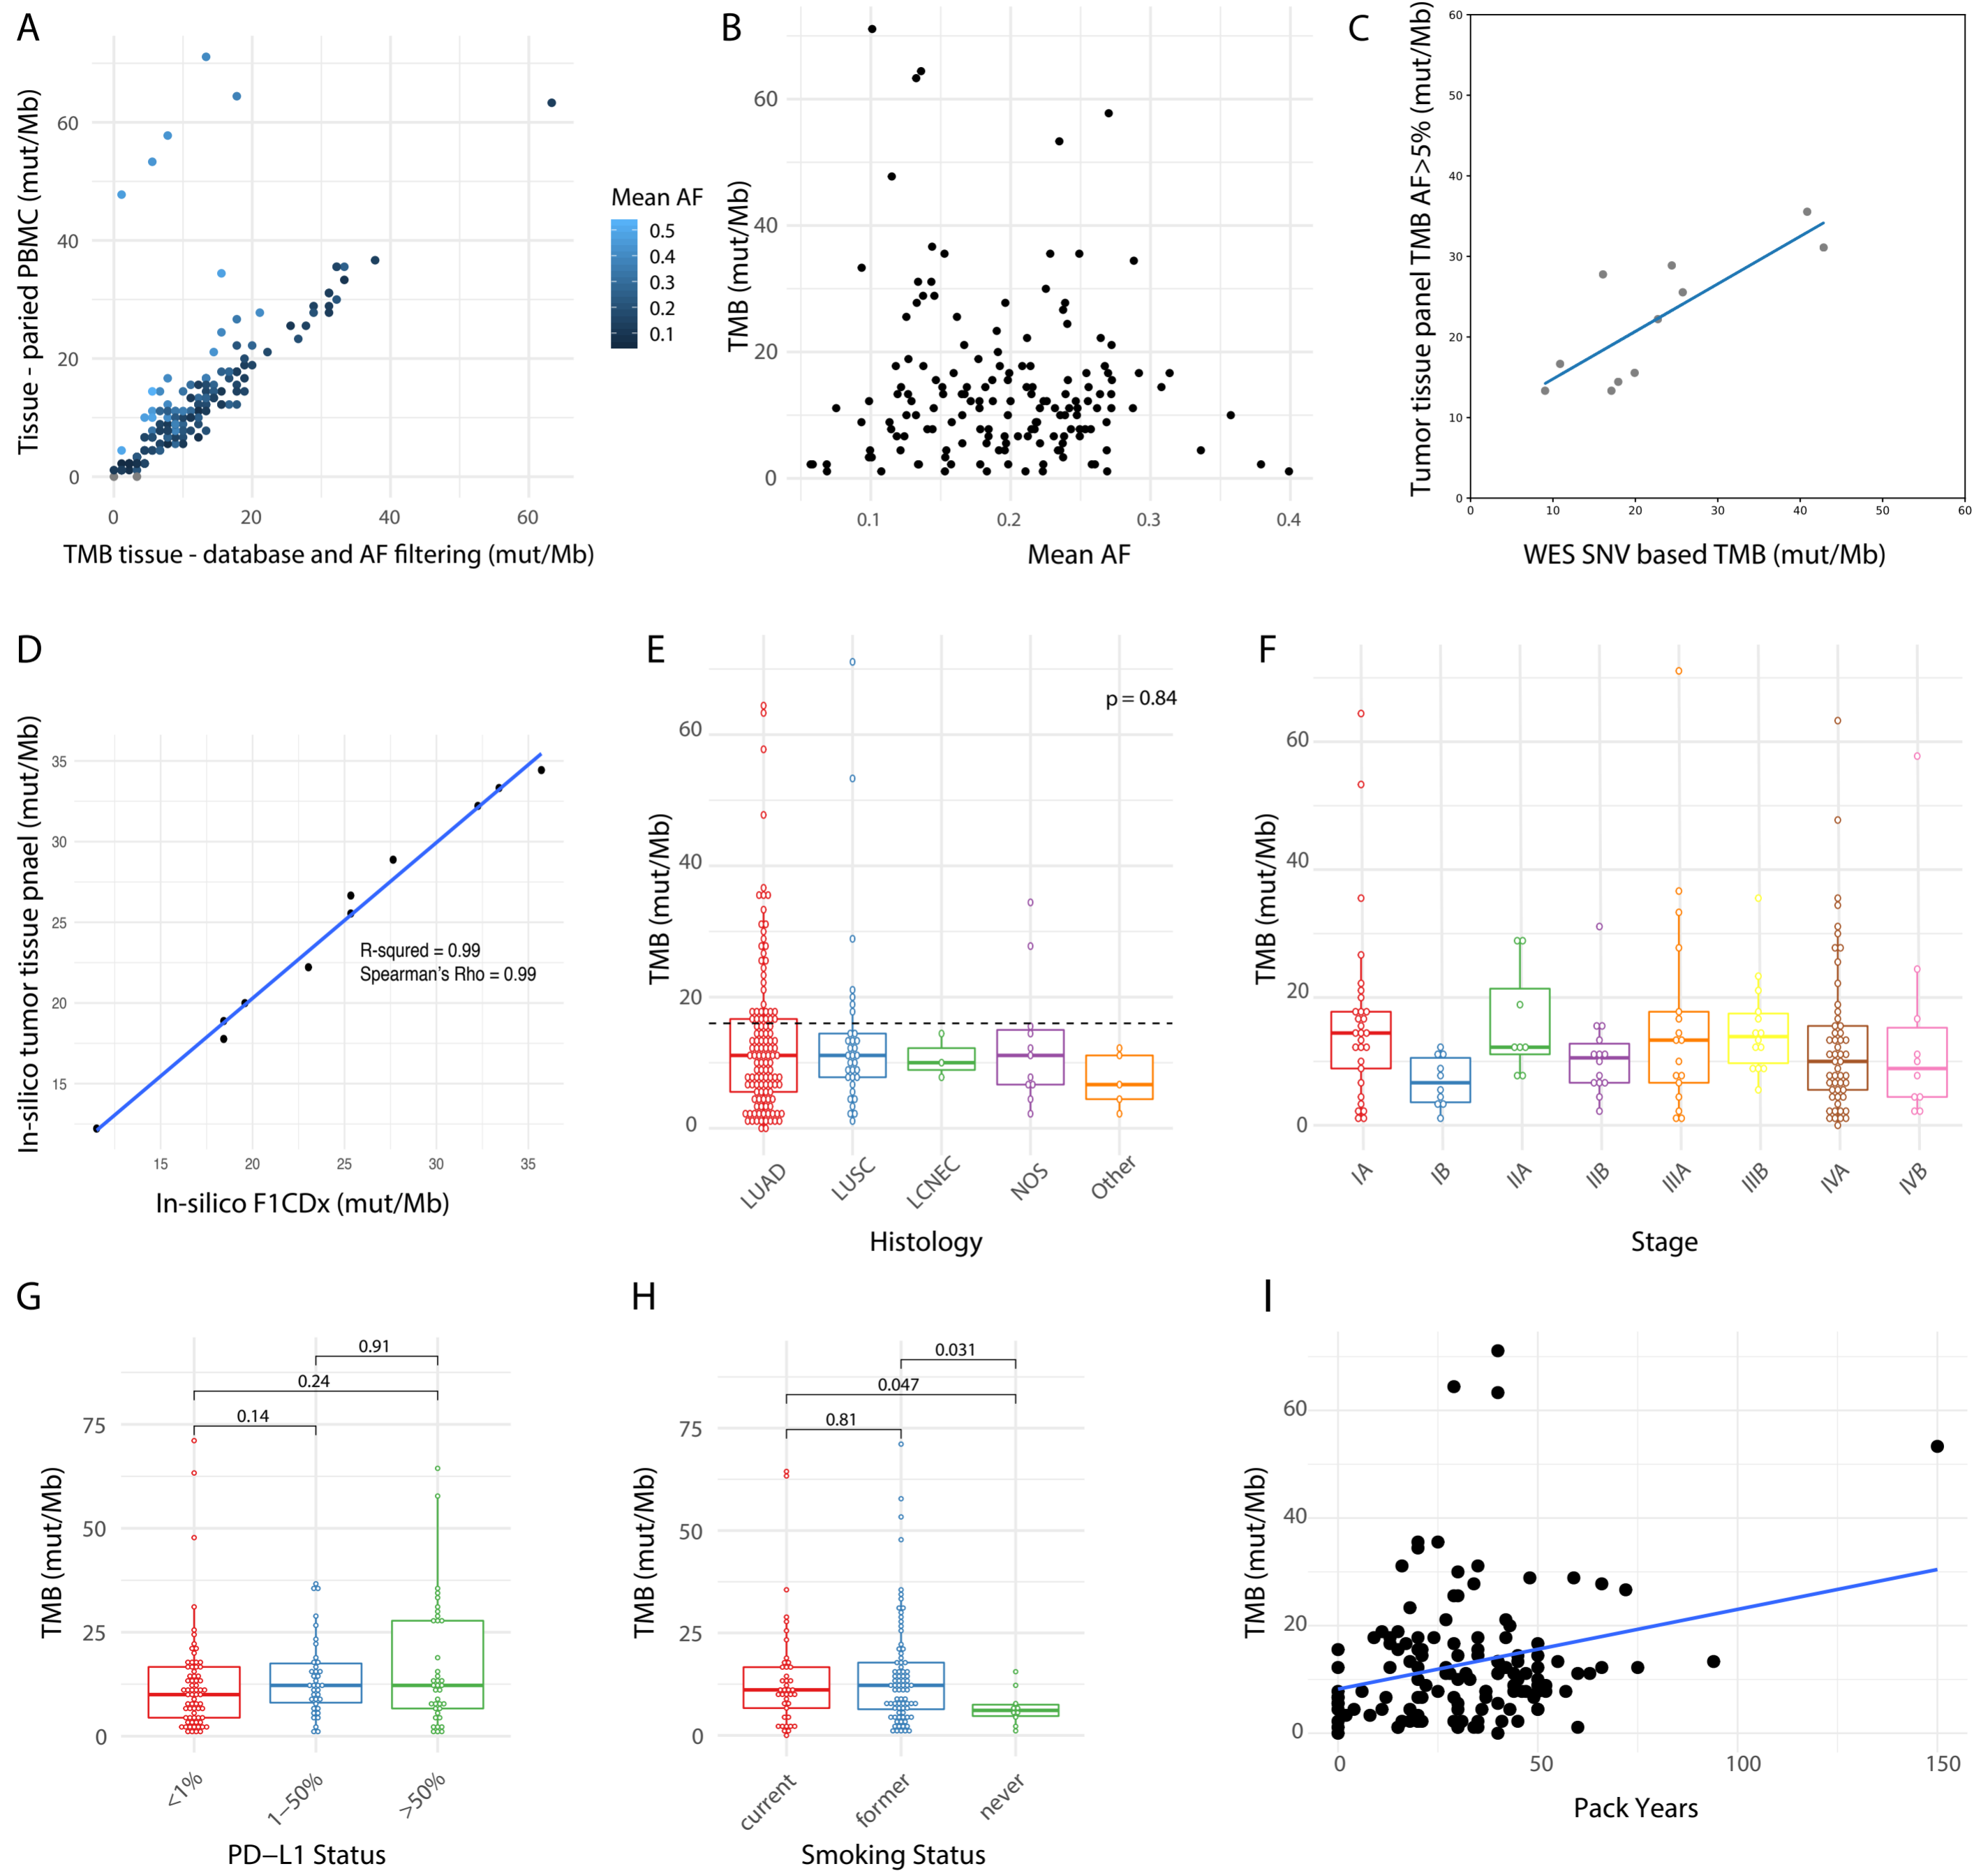 A
Tissue - paried PBMC (mut/Mb)
60
40
20
0
0 20 40 60
TMB tissue - database and AF filtering (mut/Mb)
Mean AF
0.5
0.4
0.3
0.2
0.1
B
TMB (mut/Mb)
60
40
20
0
0.1 0.2 0.3 0.4
Mean AF
C
Tumor tissue panel TMB AF>5% (mut/Mb)
60
50
40
30
20
10
0
0 10 20 30 40 50 60
WES SNV based TMB (mut/Mb)
D
In-silico tumor tissue pnael (mut/Mb)
35
30
25
20
15
R-squred = 0.99
Spearman's Rho = 0.99
15 20 25 30 35
In-silico F1CDx (mut/Mb)
E
TMB (mut/Mb)
p = 0.84
60
40
20
0
LUAD LUSC LCNEC NOS Other
Histology
F
TMB (mut/Mb)
60
40
20
0
IA IB IIA IIB IIIA IIIB IVA IVB
Stage
G
TMB (mut/Mb)
0.91
0.24
0.14
75
50
25
0
<1% 1–50% >50%
PD–L1 Status
H
TMB (mut/Mb)
0.031
0.047
0.81
75
50
25
0
current former never
Smoking Status
I
TMB (mut/Mb)
60
40
20
0
0 50 100 150
Pack Years